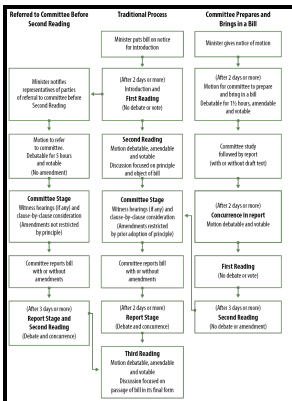 Referred to Committee Before
Second Reading
Minister notifies
representatives of parties
of referral to committee before
Second Reading
Motion to refer
to committee.
Debatable for 5 hours
and votable
(No amendment)
Committee Stage
Witness hearings (if any) and
clause-by-clause consideration
(Amendments not restricted
by principle)
Committee reports bill
with or without
amendments
(After 3 days or more)
Report Stage and
Second Reading
(Debate and concurrence)
Traditional Process
Minister puts bill on notice
for introduction
(After 2 days or more)
Introduction and
First Reading
(No debate or vote)
Second Reading
Motion debatable, amendable
and votable
Discussion focused on principle
and object of bill
Committee Stage
Witness hearings (if any) and
clause-by-clause consideration
(Amendments restricted
by prior adoption of principle)
Committee reports bill
with or without
amendments
(After 2 days or more)
Report Stage
(Debate and concurrence)
Third Reading
Motion debatable, amendable
and votable
Discussion focused on
passage of bill in its final form
Committee Prepares and
Brings in a Bill
Minister gives notice of motion
(After 2 days or more)
Motion for committee to prepare
and bring in a bill
Debatable for 1½ hours, amendable
and votable
Committee study
followed by report
(with or without draft text)
(After 2 days or more)
Concurrence in report
Motion debatable and votable
First Reading
(No debate or vote)
(After 3 days or more)
Second Reading
(No debate or amendment)